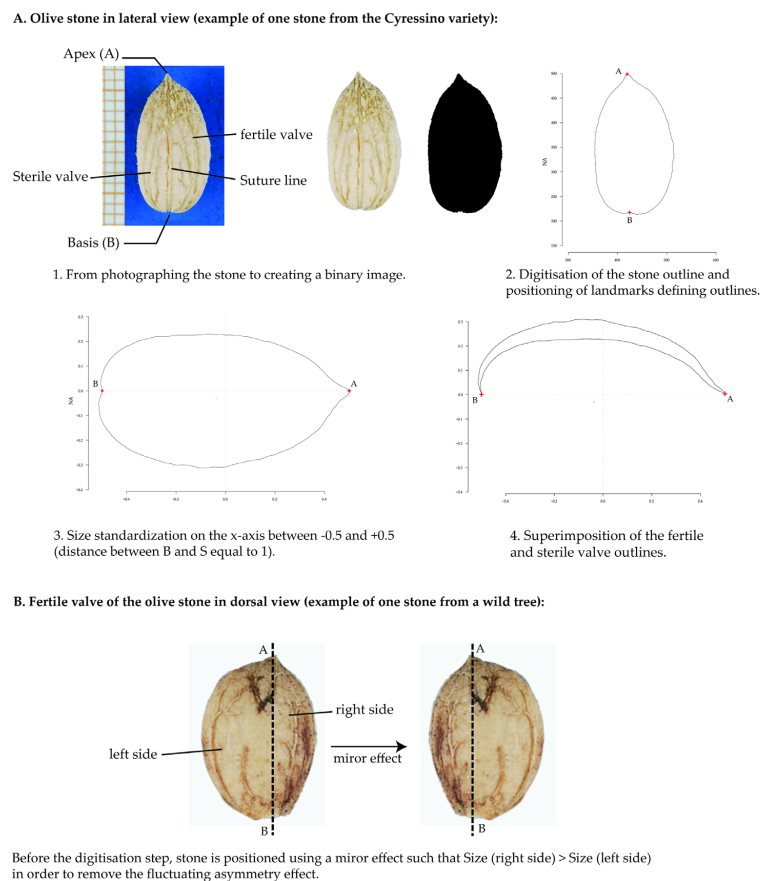 A. Olive stone in lateral view (example of one stone from the Cyressino variety):
Apex (A)
fertile valve
Sterile valve
Suture line
Basis (B)
A
B
NA
1. From photographing the stone to creating a binary image.
2. Digitisation of the stone outline and
positioning of landmarks defining outlines.
B
A
NA
B
A
3. Size standardization on the x-axis between -0.5 and +0.5
(distance between B and S equal to 1).
4. Superimposition of the fertile
and sterile valve outlines.
B. Fertile valve of the olive stone in dorsal view (example of one stone from a wild tree):
A
A
right side
left side
miror effect
B
B
Before the digitisation step, stone is positioned using a miror effect such that Size (right side) > Size (left side)
in order to remove the fluctuating asymmetry effect.